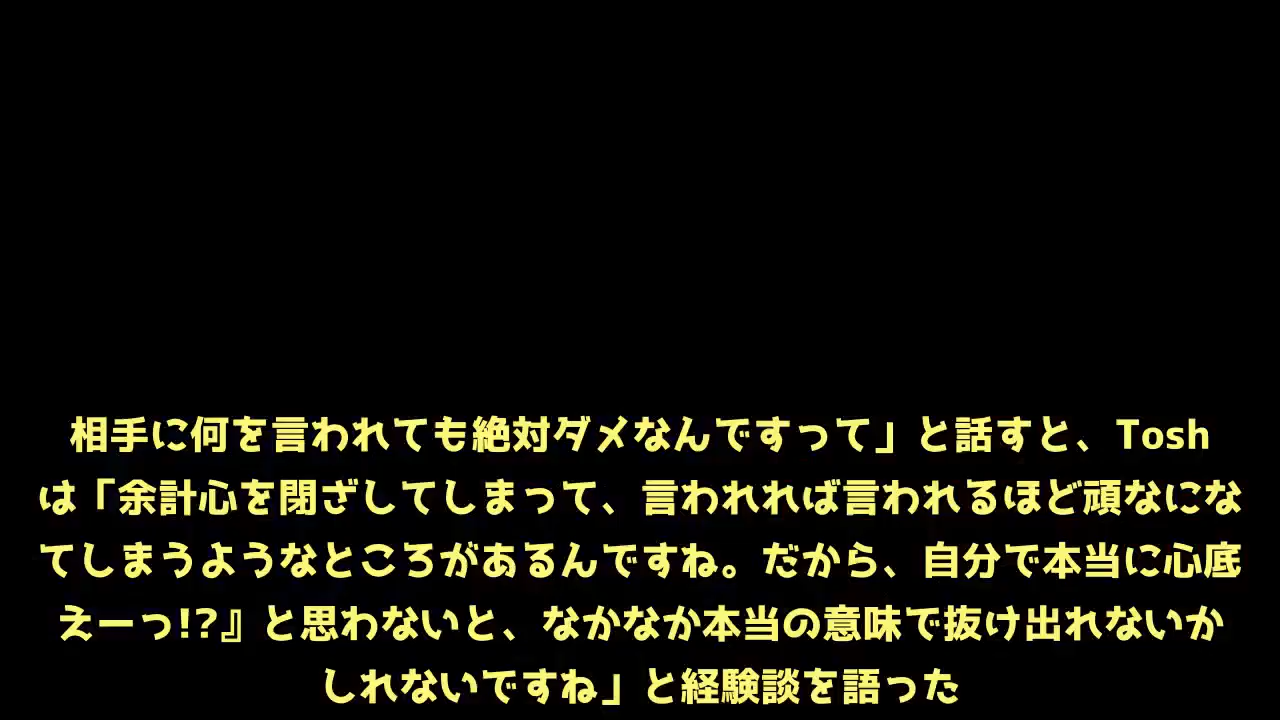 相手に何を言われても絶対ダメなんですって」と話すと、Tosh
は「余計心を閉ざしてしまって、言われれば言われるほど頑なにな
てしまうようなところがあるんですね。だから、自分で本当に心底
えーっ!?』と思わないと、なかなか本当の意味で抜け出れないか
しれないですね」と経験談を語った